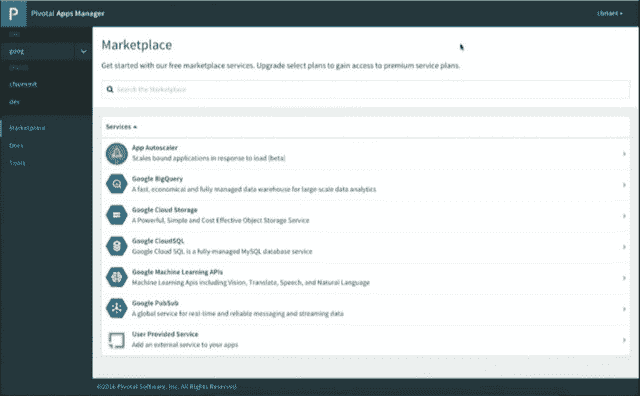 P Pivotal Apps Manager
goog
dev
Marketplace
Docs
Tools
Marketplace
Get started with our free marketplace services. Upgrade select plans to gain access to premium service plans.
Search the Marketplace
Services
App Autoscaler
Scales bound applications in response to load (beta)
Google BigQuery
A fast, economical and fully managed data warehouse for large-scale data analytics
Google Cloud Storage
A Powerful, Simple and Cost Effective Object Storage Service
Google CloudSQL
Google Cloud SQL is a fully-managed MySQL database service
Google Machine Learning APIs
Machine Learning Apis including Vision, Translate, Speech, and Natural Language
Google PubSub
A global service for real-time and reliable messaging and streaming data
User Provided Service
Add an external service to your apps
©2016 Pivotal Software, Inc. All Rights Reserved.